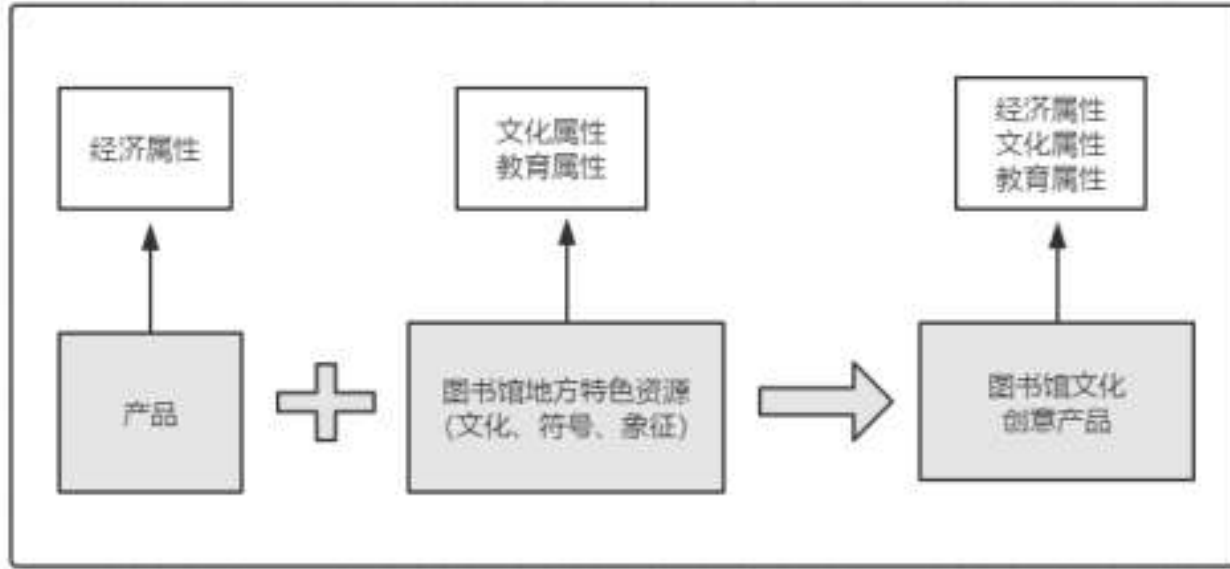 经济属性
文化属性
教育属性
经济属性
文化属性
教育属性
产品
图书馆地方特色资源
(文化、符号、象征)
图书馆文化
创意产品